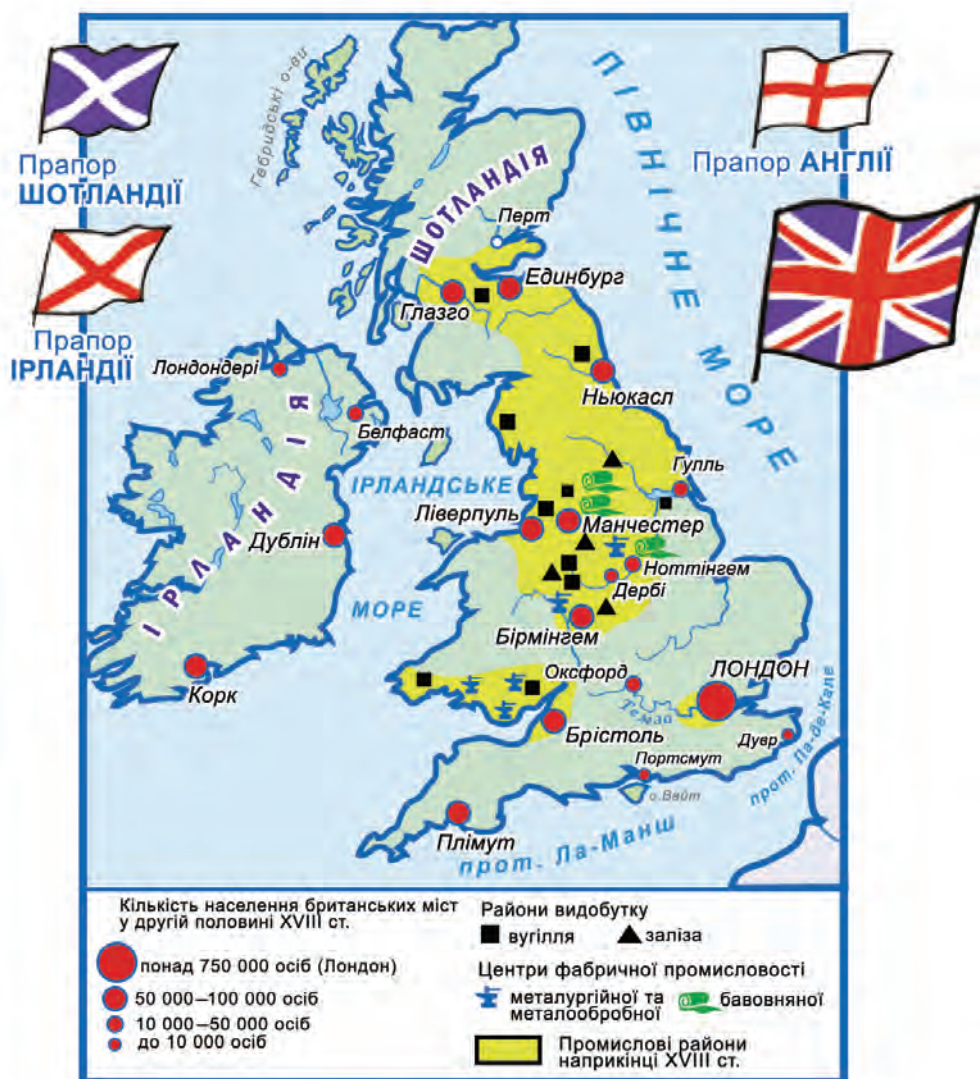 Прапор
ШОТЛАНДІЇ
Прапор
ІРЛАНДІЇ
Прапор АНГЛІЇ
Гебридські о-ви
ПІВНІЧНЕ МОРЕ
ШОТЛАНДІЯ
Перт
Единбург
Глазго
Лондондері
Белфаст
Ньюкасл
ІРЛАНДІЯ
ІРЛАНДСЬКЕ
МОРЕ
Гулль
Ліверпуль
Манчестер
Дублін
Ноттінгем
Дербі
Бірмінгем
Корк
Оксфорд
ЛОНДОН
Темза
Брістоль
Дувр
Портсмут
о.Вайт
прот. Па-де-Кале
Плімут
прот. Ла-Манш
Кількість населення британських міст
у другій половині XVIII ст.
понад 750 000 осіб (Лондон)
50 000–100 000 осіб
10 000–50 000 осіб
до 10 000 осіб
Райони видобутку
вугілля заліза
Центри фабричної промисловості
металургійної та бавовняної
металообробної
Промислові райони
наприкінці XVIII ст.